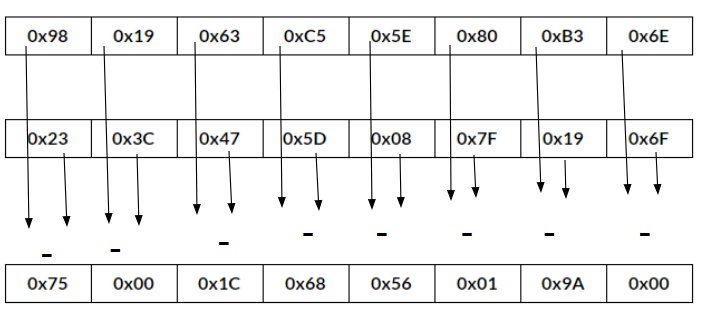 0x98 0x19 0x63 0xC5 0x5E 0x80 0xB3 0x6E
0x23 0x3C 0x47 0x5D 0x08 0x7F 0x19 0x6F
- - - - - - - -
0x75 0x00 0x1C 0x68 0x56 0x01 0x9A 0x00